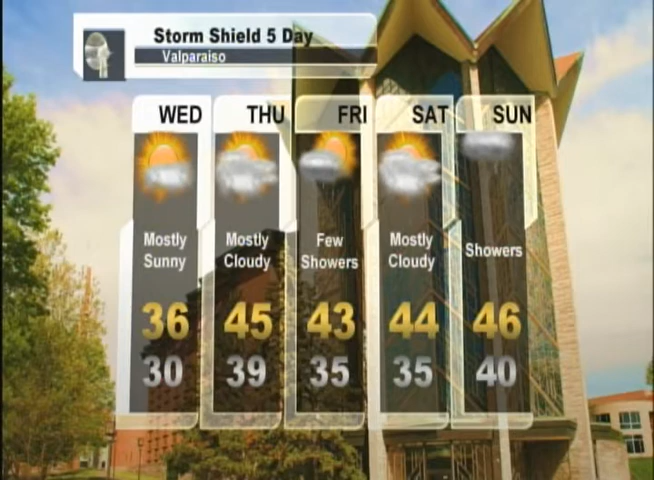 Storm Shield 5 Day
Valparaiso
WED THU FRI SAT SUN
Mostly Sunny
Mostly Cloudy
Few Showers
Mostly Cloudy
Showers
36 45 43 44 46
30 39 35 35 40